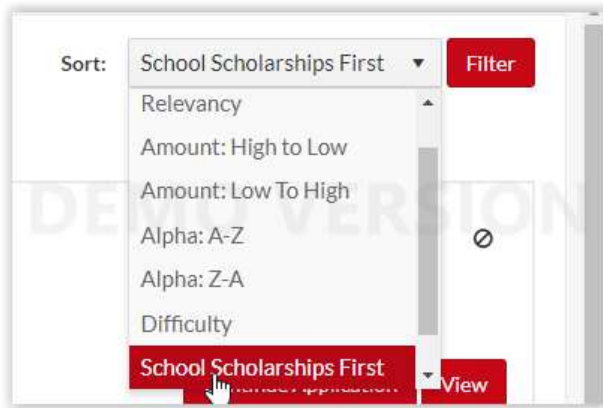 Sort: School Scholarships First Filter
Relevancy
Amount: High to Low
Amount: Low To High
DEMO VERSION
Alpha: A-Z
Alpha: Z-A
Difficulty
School Scholarships First
Application View